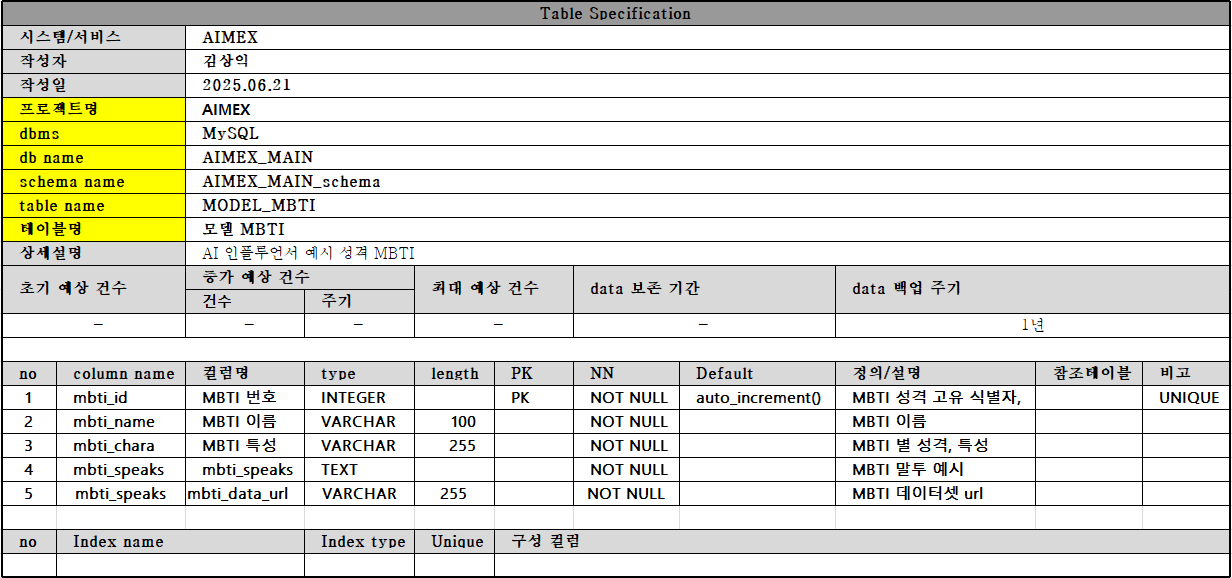 Table Specification
시스템/서비스 AIMEX
작성자 김상익
작성일 2025.06.21
프로젝트명 AIMEX
dbms MySQL
db name AIMEX_MAIN
schema name AIMEX_MAIN_schema
table name MODEL_MBTI
테이블명 모델 MBTI
상세설명 AI 인플루언서 예시 성격 MBTI
초기 예상 건수 증가 예상 건수 최대 예상 건수 data 보존 기간 data 백업 주기
건수 주기
– – – – – 1년
no column name 컬럼명 type length PK NN Default 정의/설명 참조테이블 비고
1 mbti_id MBTI 번호 INTEGER PK NOT NULL auto_increment() MBTI 성격 고유 식별자, UNIQUE
2 mbti_name MBTI 이름 VARCHAR 100 NOT NULL MBTI 이름
3 mbti_chara MBTI 특성 VARCHAR 255 NOT NULL MBTI 별 성격, 특성
4 mbti_speaks mbti_speaks TEXT NOT NULL MBTI 말투 예시
5 mbti_speaks mbti_data_url VARCHAR 255 NOT NULL MBTI 데이터셋 url
no Index name Index type Unique 구성 컬럼